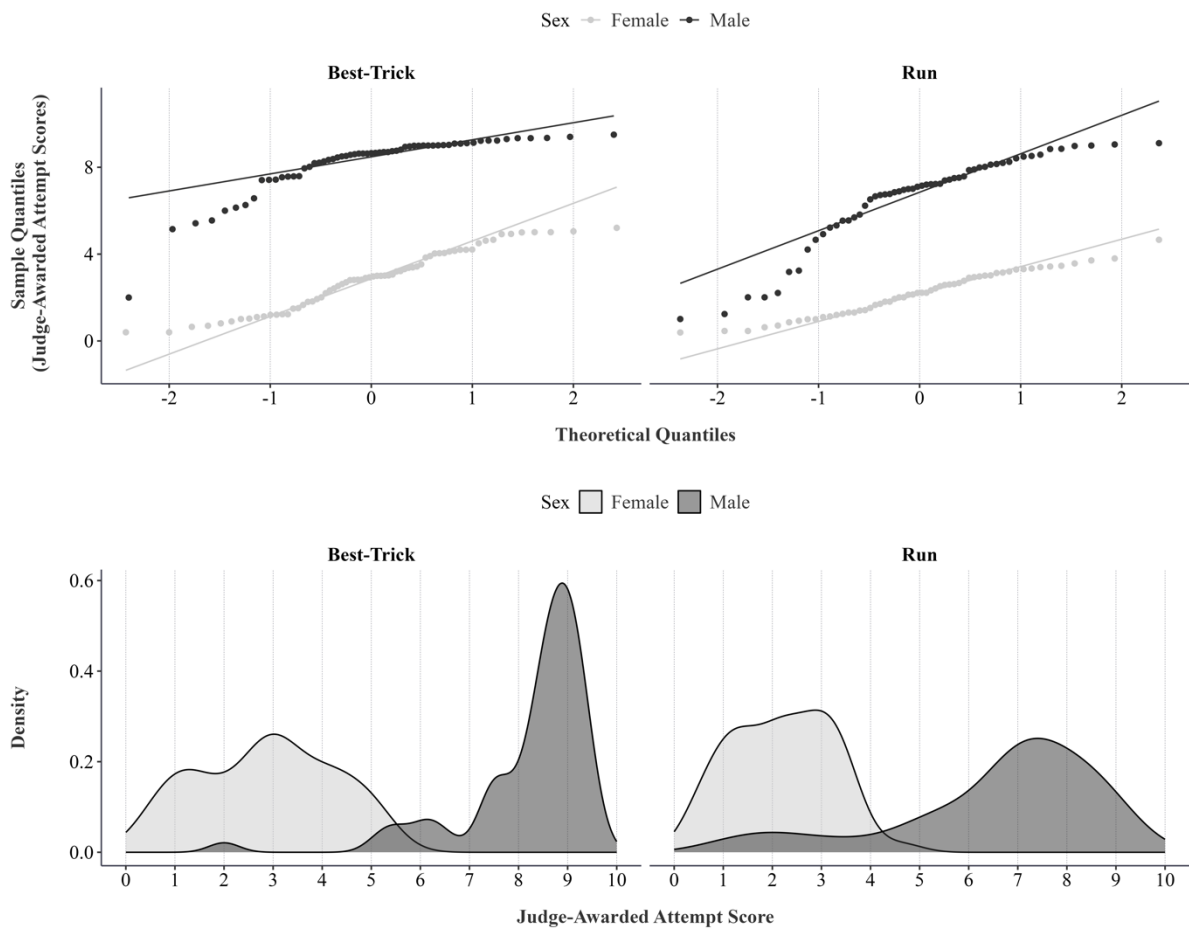 Sex Female Male
Best-Trick Run
Sample Quantiles
(Judge-Awarded Attempt Scores)
8
4
0
-2 -1 0 1 2 -2 -1 0 1 2
Theoretical Quantiles
Sex Female Male
Best-Trick Run
Density
0.6
0.4
0.2
0.0
0 1 2 3 4 5 6 7 8 9 10 0 1 2 3 4 5 6 7 8 9 10
Judge-Awarded Attempt Score